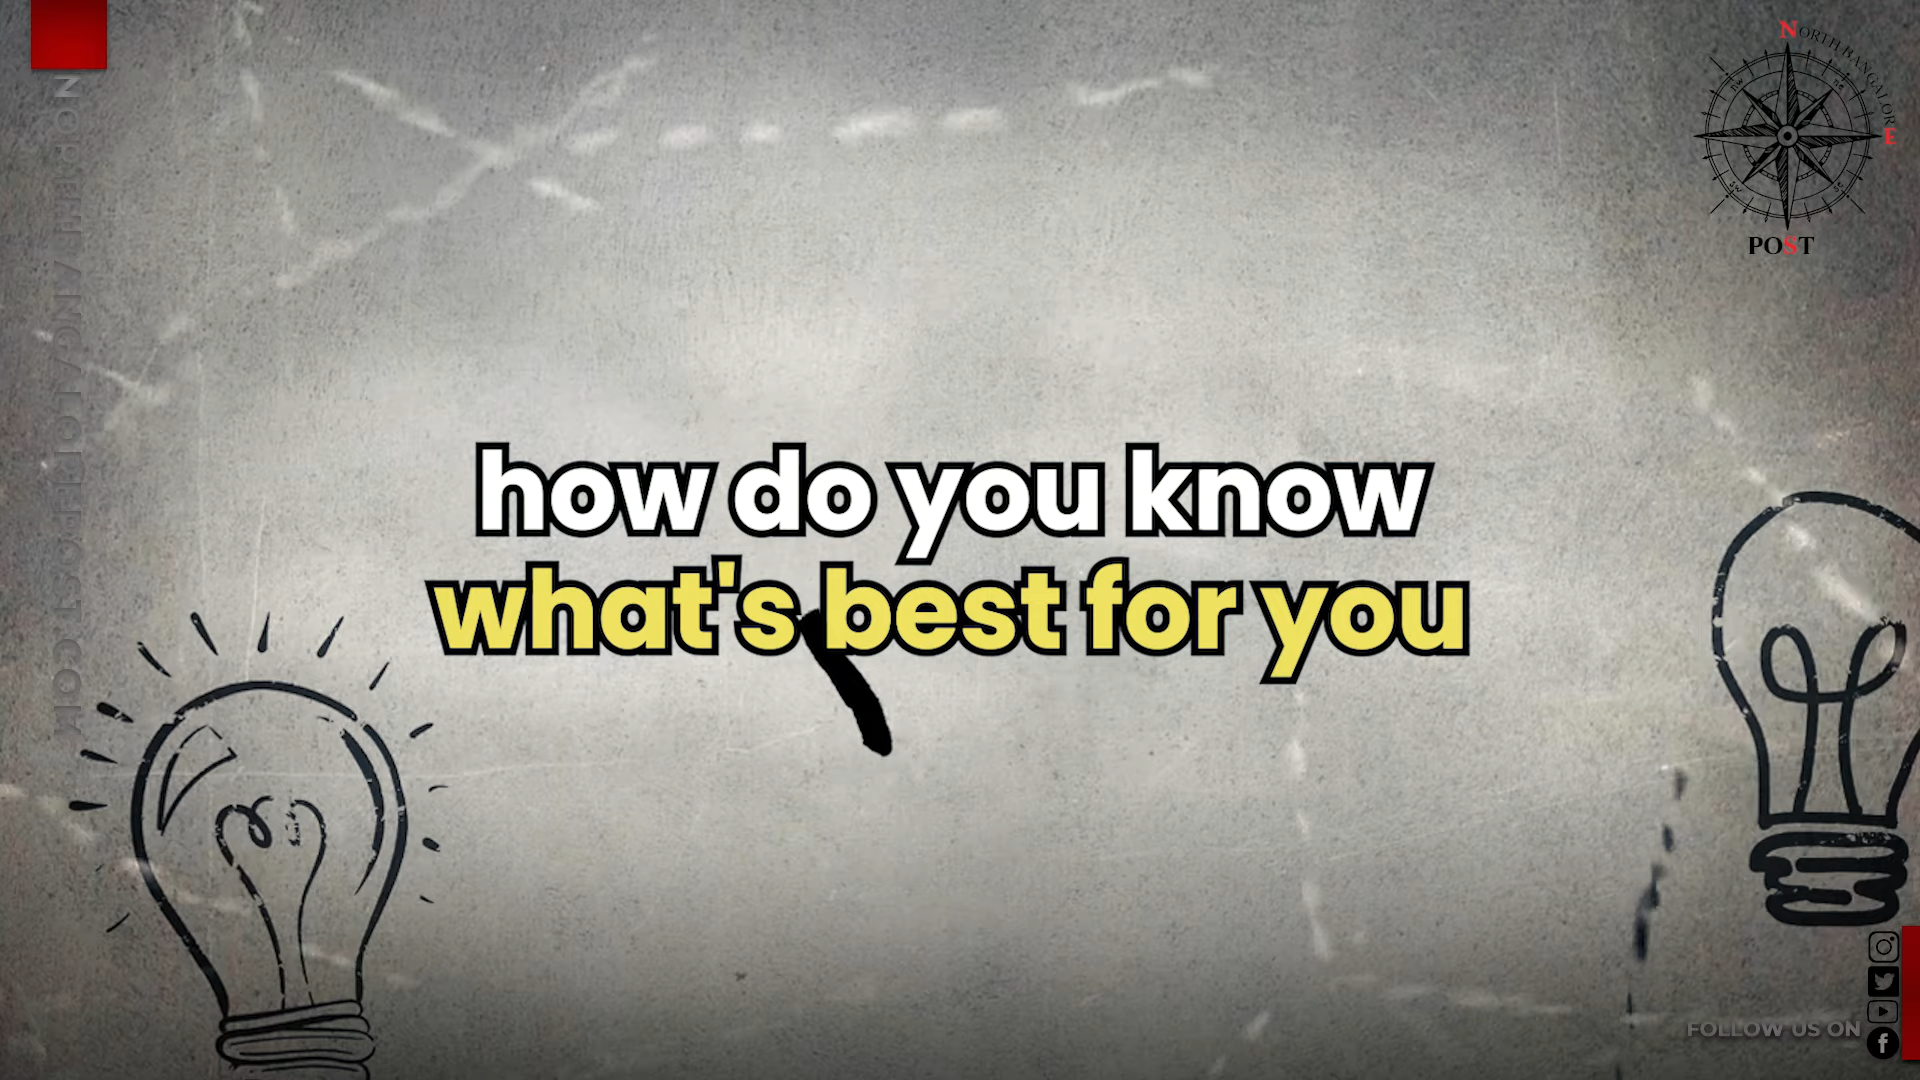 NORTH BANGALORE
POST
how do you know
what's best for you
FOLLOW US ON